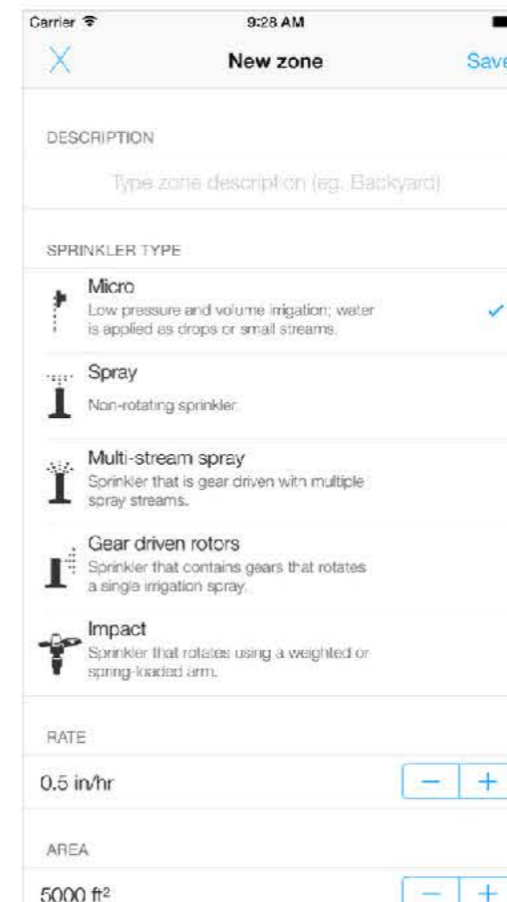 Carrier 9:28 AM
X New zone Save
DESCRIPTION
Type zone description (eg. Backyard)
SPRINKLER TYPE
Micro
Low pressure and volume irrigation; water
is applied as drops or small streams.
Spray
Non-rotating sprinkler.
Multi-stream spray
Sprinkler that is gear driven with multiple
spray streams.
Gear driven rotors
Sprinkler that contains gears that rotates
a single irrigation spray.
Impact
Sprinkler that rotates using a weighted or
spring-loaded arm.
RATE
0.5 in/hr − +
AREA
5000 ft² − +